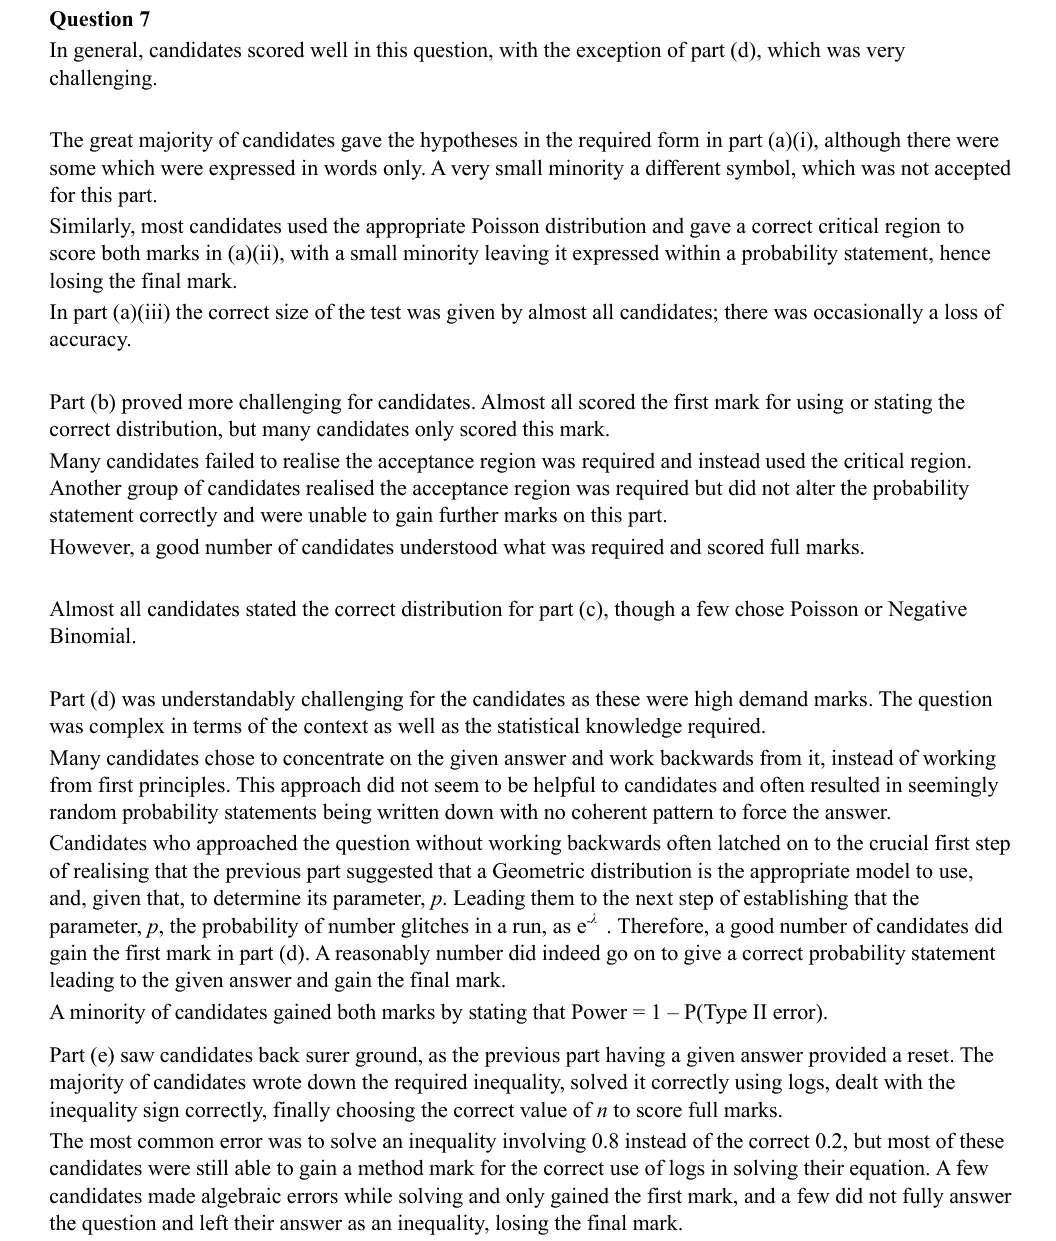 Question 7
In general, candidates scored well in this question, with the exception of part (d), which was very
challenging.
The great majority of candidates gave the hypotheses in the required form in part (a)(i), although there were
some which were expressed in words only. A very small minority a different symbol, which was not accepted
for this part.
Similarly, most candidates used the appropriate Poisson distribution and gave a correct critical region to
score both marks in (a)(ii), with a small minority leaving it expressed within a probability statement, hence
losing the final mark.
In part (a)(iii) the correct size of the test was given by almost all candidates; there was occasionally a loss of
accuracy.
Part (b) proved more challenging for candidates. Almost all scored the first mark for using or stating the
correct distribution, but many candidates only scored this mark.
Many candidates failed to realise the acceptance region was required and instead used the critical region.
Another group of candidates realised the acceptance region was required but did not alter the probability
statement correctly and were unable to gain further marks on this part.
However, a good number of candidates understood what was required and scored full marks.
Almost all candidates stated the correct distribution for part (c), though a few chose Poisson or Negative
Binomial.
Part (d) was understandably challenging for the candidates as these were high demand marks. The question
was complex in terms of the context as well as the statistical knowledge required.
Many candidates chose to concentrate on the given answer and work backwards from it, instead of working
from first principles. This approach did not seem to be helpful to candidates and often resulted in seemingly
random probability statements being written down with no coherent pattern to force the answer.
Candidates who approached the question without working backwards often latched on to the crucial first step
of realising that the previous part suggested that a Geometric distribution is the appropriate model to use,
and, given that, to determine its parameter, p. Leading them to the next step of establishing that the
parameter, p, the probability of number glitches in a run, as e^-λ . Therefore, a good number of candidates did
gain the first mark in part (d). A reasonably number did indeed go on to give a correct probability statement
leading to the given answer and gain the final mark.
A minority of candidates gained both marks by stating that Power = 1 – P(Type II error).
Part (e) saw candidates back surer ground, as the previous part having a given answer provided a reset. The
majority of candidates wrote down the required inequality, solved it correctly using logs, dealt with the
inequality sign correctly, finally choosing the correct value of n to score full marks.
The most common error was to solve an inequality involving 0.8 instead of the correct 0.2, but most of these
candidates were still able to gain a method mark for the correct use of logs in solving their equation. A few
candidates made algebraic errors while solving and only gained the first mark, and a few did not fully answer
the question and left their answer as an inequality, losing the final mark.